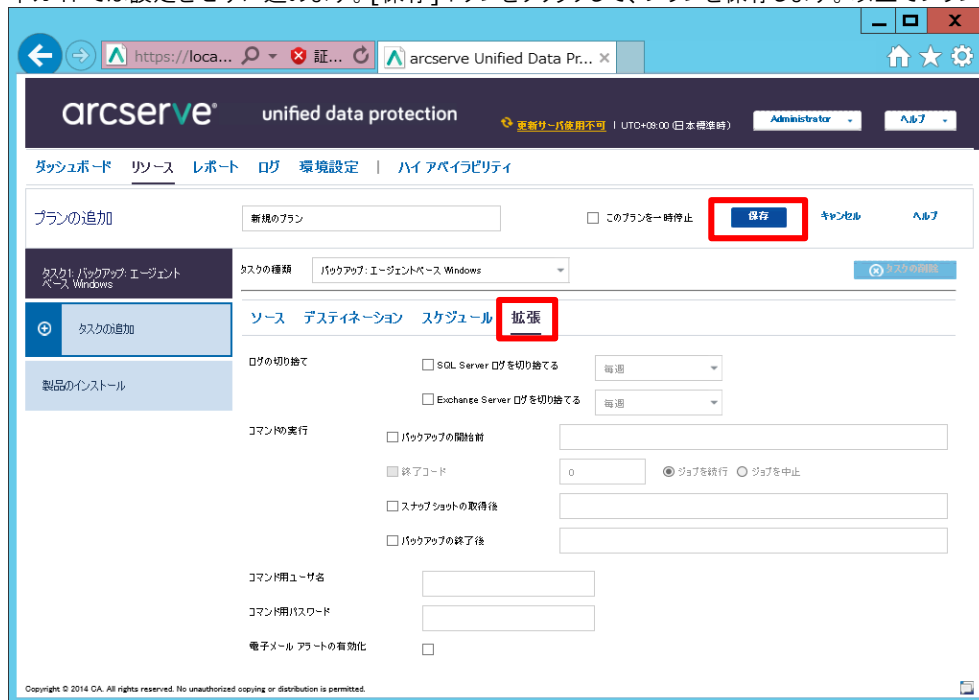 https://loca... 証... arcserve Unified Data Pr... ×
arcserve® unified data protection 更新サーバ使用不可 | UTC+09:00 (日本標準時) Administrator ヘルプ
ダッシュボード リソース レポート ログ 環境設定 | ハイ アベイラビリティ
プランの追加 新規のプラン このプランを一時停止 保存 キャンセル ヘルプ
タスク1: バックアップ: エージェント
ベース Windows
タスクの種類 バックアップ: エージェントベース Windows タスクの削除
タスクの追加
製品のインストール
ソース デスティネーション スケジュール 拡張
ログの切り捨て SQL Server ログを切り捨てる 毎週
Exchange Server ログを切り捨てる 毎週
コマンドの実行 バックアップの開始前
終了コード 0 ジョブを続行 ジョブを中止
スナップショットの取得後
バックアップの終了後
コマンド用ユーザ名
コマンド用パスワード
電子メール アラートの有効化
Copyright © 2014 CA. All rights reserved. No unauthorized copying or distribution is permitted.